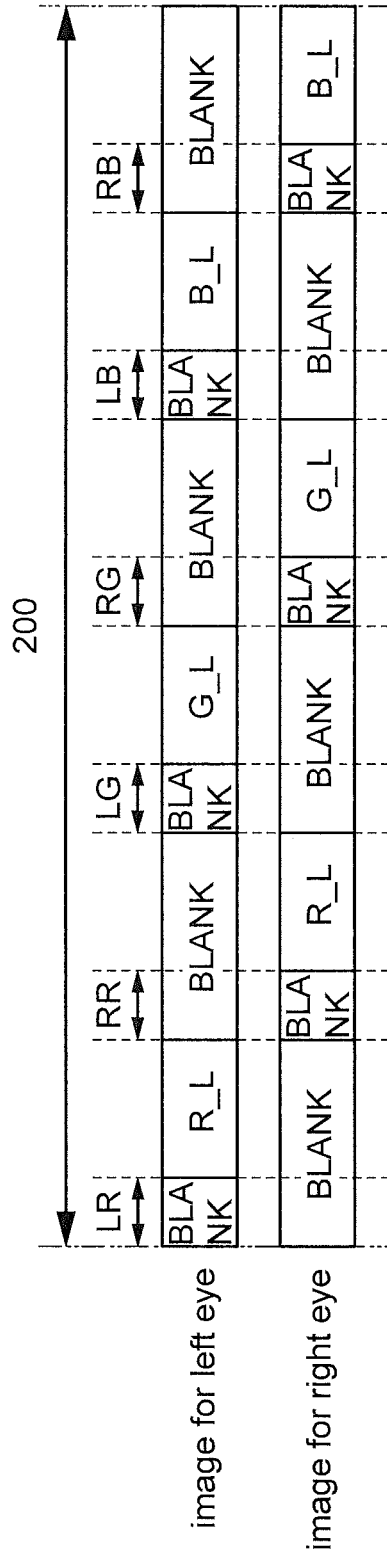 200
LR RR LG RG LB RB
image for left eye BLA
NK R_L BLANK BLA
NK G_L BLANK BLA
NK B_L BLANK
image for right eye BLANK BLA
NK R_L BLANK BLA
NK G_L BLANK BLA
NK B_L